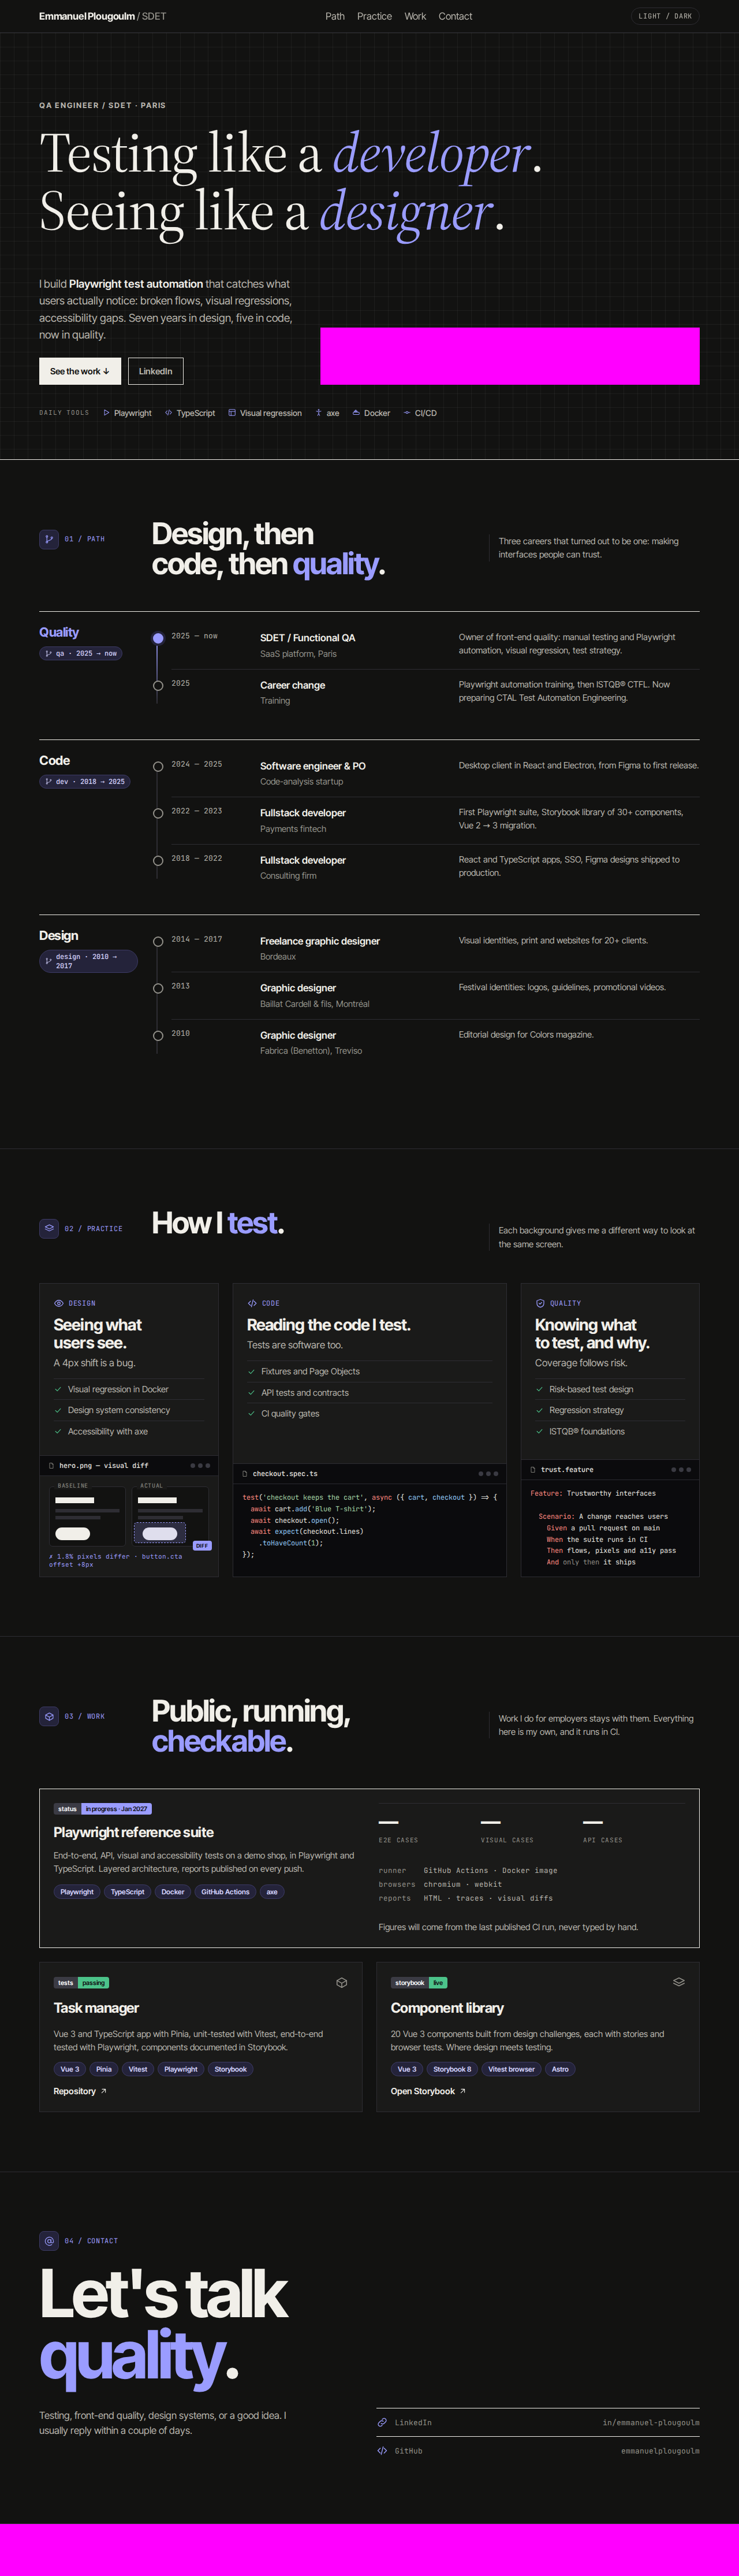 Emmanuel Plougoulm / SDET
Path Practice Work Contact
LIGHT / DARK
QA ENGINEER / SDET · PARIS
Testing like a developer.
Seeing like a designer.
I build Playwright test automation that catches what
users actually notice: broken flows, visual regressions,
accessibility gaps. Seven years in design, five in code,
now in quality.
See the work ↓
LinkedIn
DAILY TOOLS Playwright TypeScript Visual regression axe Docker CI/CD
01 / PATH
Design, then
code, then quality.
Three careers that turned out to be one: making
interfaces people can trust.
Quality
qa · 2025 → now
2025 — now
SDET / Functional QA
SaaS platform, Paris
Owner of front-end quality: manual testing and Playwright
automation, visual regression, test strategy.
2025
Career change
Training
Playwright automation training, then ISTQB® CTFL. Now
preparing CTAL Test Automation Engineering.
Code
dev · 2018 → 2025
2024 — 2025
Software engineer & PO
Code-analysis startup
Desktop client in React and Electron, from Figma to first release.
2022 — 2023
Fullstack developer
Payments fintech
First Playwright suite, Storybook library of 30+ components,
Vue 2 → 3 migration.
2018 — 2022
Fullstack developer
Consulting firm
React and TypeScript apps, SSO, Figma designs shipped to
production.
Design
design · 2010 →
2017
2014 — 2017
Freelance graphic designer
Bordeaux
Visual identities, print and websites for 20+ clients.
2013
Graphic designer
Baillat Cardell & fils, Montréal
Festival identities: logos, guidelines, promotional videos.
2010
Graphic designer
Fabrica (Benetton), Treviso
Editorial design for Colors magazine.
02 / PRACTICE
How I test.
Each background gives me a different way to look at
the same screen.
DESIGN
Seeing what
users see.
A 4px shift is a bug.
Visual regression in Docker
Design system consistency
Accessibility with axe
hero.png — visual diff
BASELINE
ACTUAL
DIFF
✗ 1.8% pixels differ · button.cta
offset +8px
CODE
Reading the code I test.
Tests are software too.
Fixtures and Page Objects
API tests and contracts
CI quality gates
checkout.spec.ts
test('checkout keeps the cart', async ({ cart, checkout }) => {
await cart.add('Blue T-shirt');
await checkout.open();
await expect(checkout.lines)
.toHaveCount(1);
});
QUALITY
Knowing what
to test, and why.
Coverage follows risk.
Risk-based test design
Regression strategy
ISTQB® foundations
trust.feature
Feature: Trustworthy interfaces
Scenario: A change reaches users
Given a pull request on main
When the suite runs in CI
Then flows, pixels and a11y pass
And only then it ships
03 / WORK
Public, running,
checkable.
Work I do for employers stays with them. Everything
here is my own, and it runs in CI.
status in progress · Jan 2027
Playwright reference suite
End-to-end, API, visual and accessibility tests on a demo shop, in Playwright and
TypeScript. Layered architecture, reports published on every push.
Playwright TypeScript Docker GitHub Actions axe
— — —
E2E CASES VISUAL CASES API CASES
runner GitHub Actions · Docker image
browsers chromium · webkit
reports HTML · traces · visual diffs
Figures will come from the last published CI run, never typed by hand.
tests passing
Task manager
Vue 3 and TypeScript app with Pinia, unit-tested with Vitest, end-to-end
tested with Playwright, components documented in Storybook.
Vue 3 Pinia Vitest Playwright Storybook
Repository ↗
storybook live
Component library
20 Vue 3 components built from design challenges, each with stories and
browser tests. Where design meets testing.
Vue 3 Storybook 8 Vitest browser Astro
Open Storybook ↗
04 / CONTACT
Let's talk
quality.
Testing, front-end quality, design systems, or a good idea. I
usually reply within a couple of days.
LinkedIn in/emmanuel-plougoulm
GitHub emmanuelplougoulm